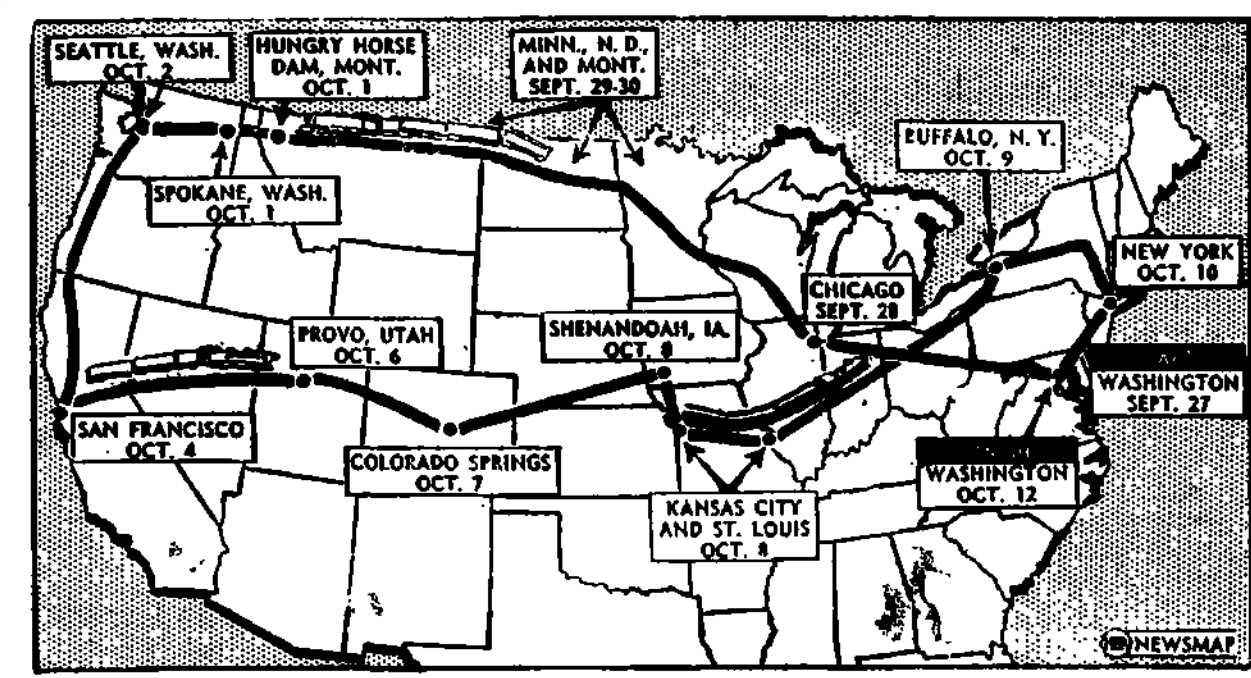 SEATTLE, WASH.
OCT. 2
HUNGRY HORSE
DAM, MONT.
OCT. 1
MINN., N. D.,
AND MONT.
SEPT. 29-30
BUFFALO, N. Y.
OCT. 9
SPOKANE, WASH.
OCT. 1
NEW YORK
OCT. 10
CHICAGO
SEPT. 28
PROVO, UTAH
OCT. 6
SHENANDOAH, IA.
OCT. 8
WASHINGTON
SEPT. 27
SAN FRANCISCO
OCT. 4
COLORADO SPRINGS
OCT. 7
WASHINGTON
OCT. 12
KANSAS CITY
AND ST. LOUIS
OCT. 8
NEWSMAP